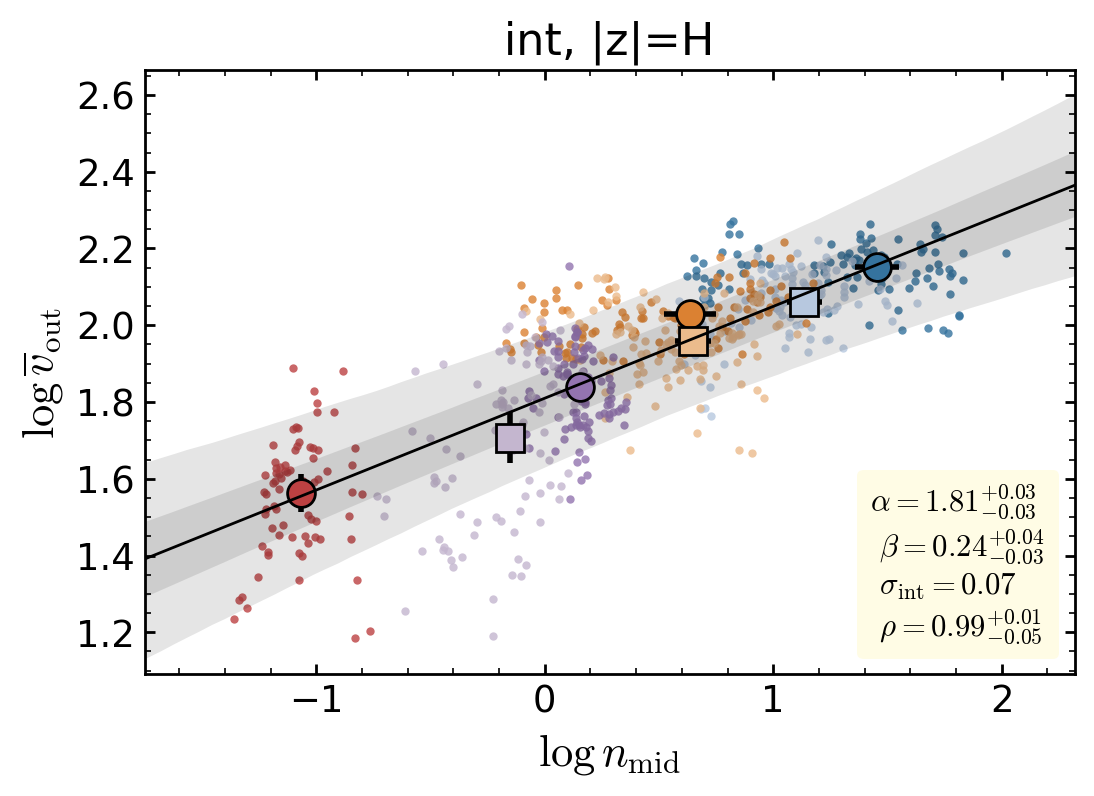 int, |z|=H
log v̅_out
2.6
2.4
2.2
2.0
1.8
1.6
1.4
1.2
α = 1.81^{+0.03}_{−0.03}
β = 0.24^{+0.04}_{−0.03}
σ_int = 0.07
ρ = 0.99^{+0.01}_{−0.05}
−1 0 1 2
log n_mid